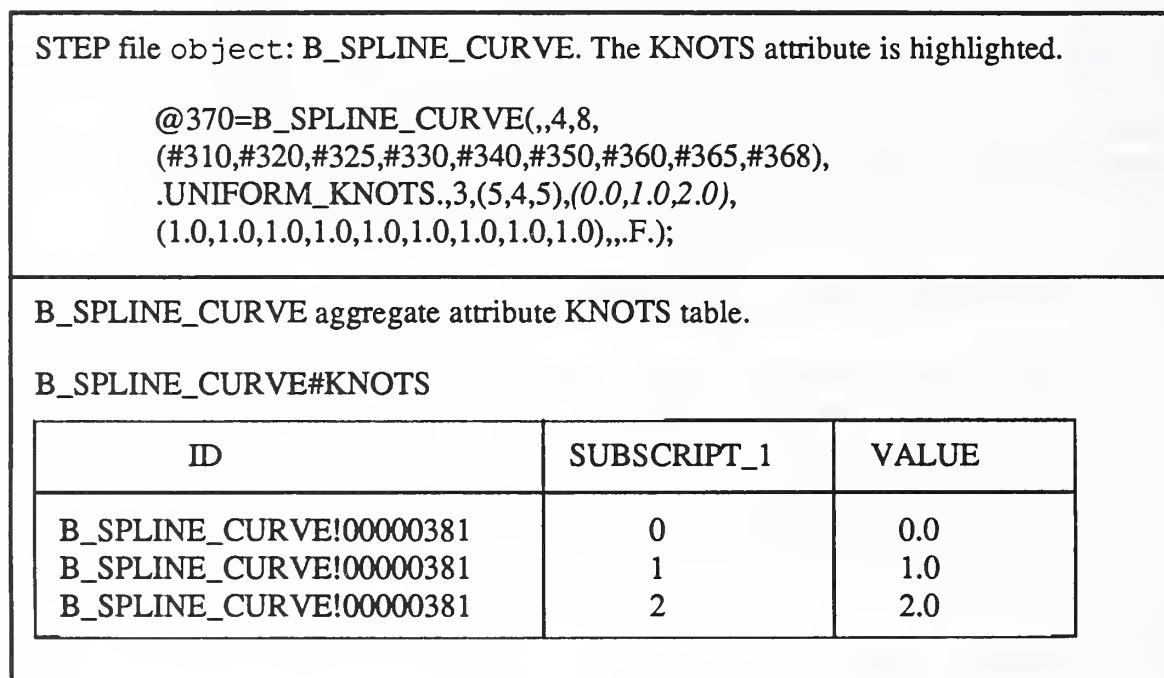 STEP file object: B_SPLINE_CURVE. The KNOTS attribute is highlighted.
@370=B_SPLINE_CURVE(,,4,8,
(#310,#320,#325,#330,#340,#350,#360,#365,#368),
.UNIFORM_KNOTS.,3,(5,4,5),(0.0,1.0,2.0),
(1.0,1.0,1.0,1.0,1.0,1.0,1.0,1.0,1.0),,.F.);
B_SPLINE_CURVE aggregate attribute KNOTS table.
B_SPLINE_CURVE#KNOTS
ID SUBSCRIPT_1 VALUE
B_SPLINE_CURVE!00000381 0 0.0
B_SPLINE_CURVE!00000381 1 1.0
B_SPLINE_CURVE!00000381 2 2.0